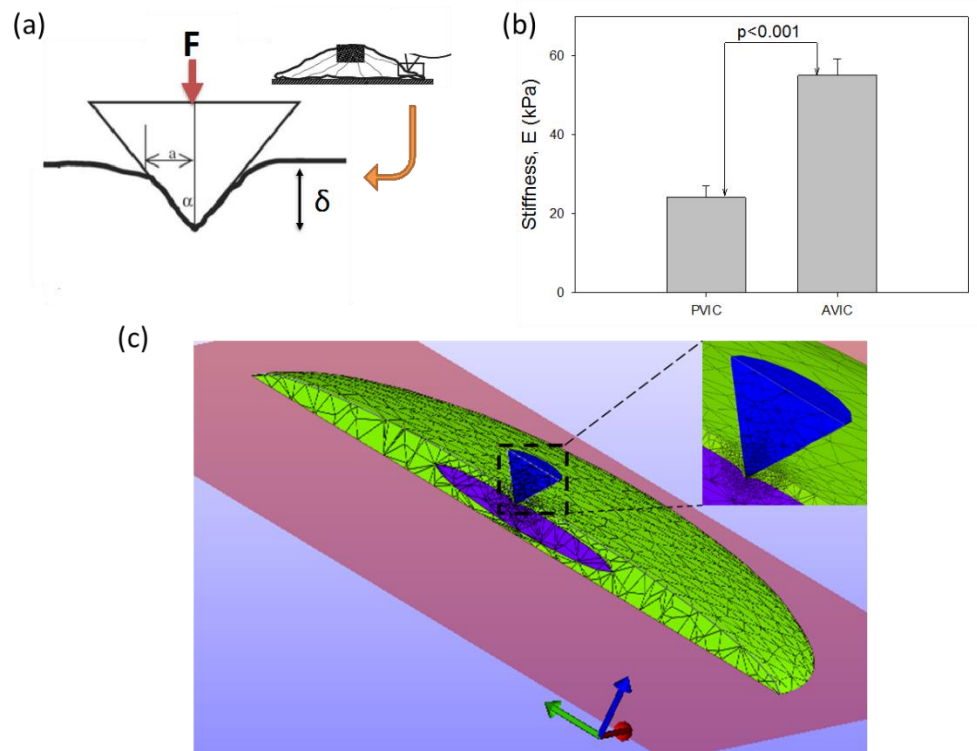 (a)
F
a
α
δ
(b)
p<0.001
Stiffness, E (kPa)
60
40
20
0
PVIC
AVIC
(c)